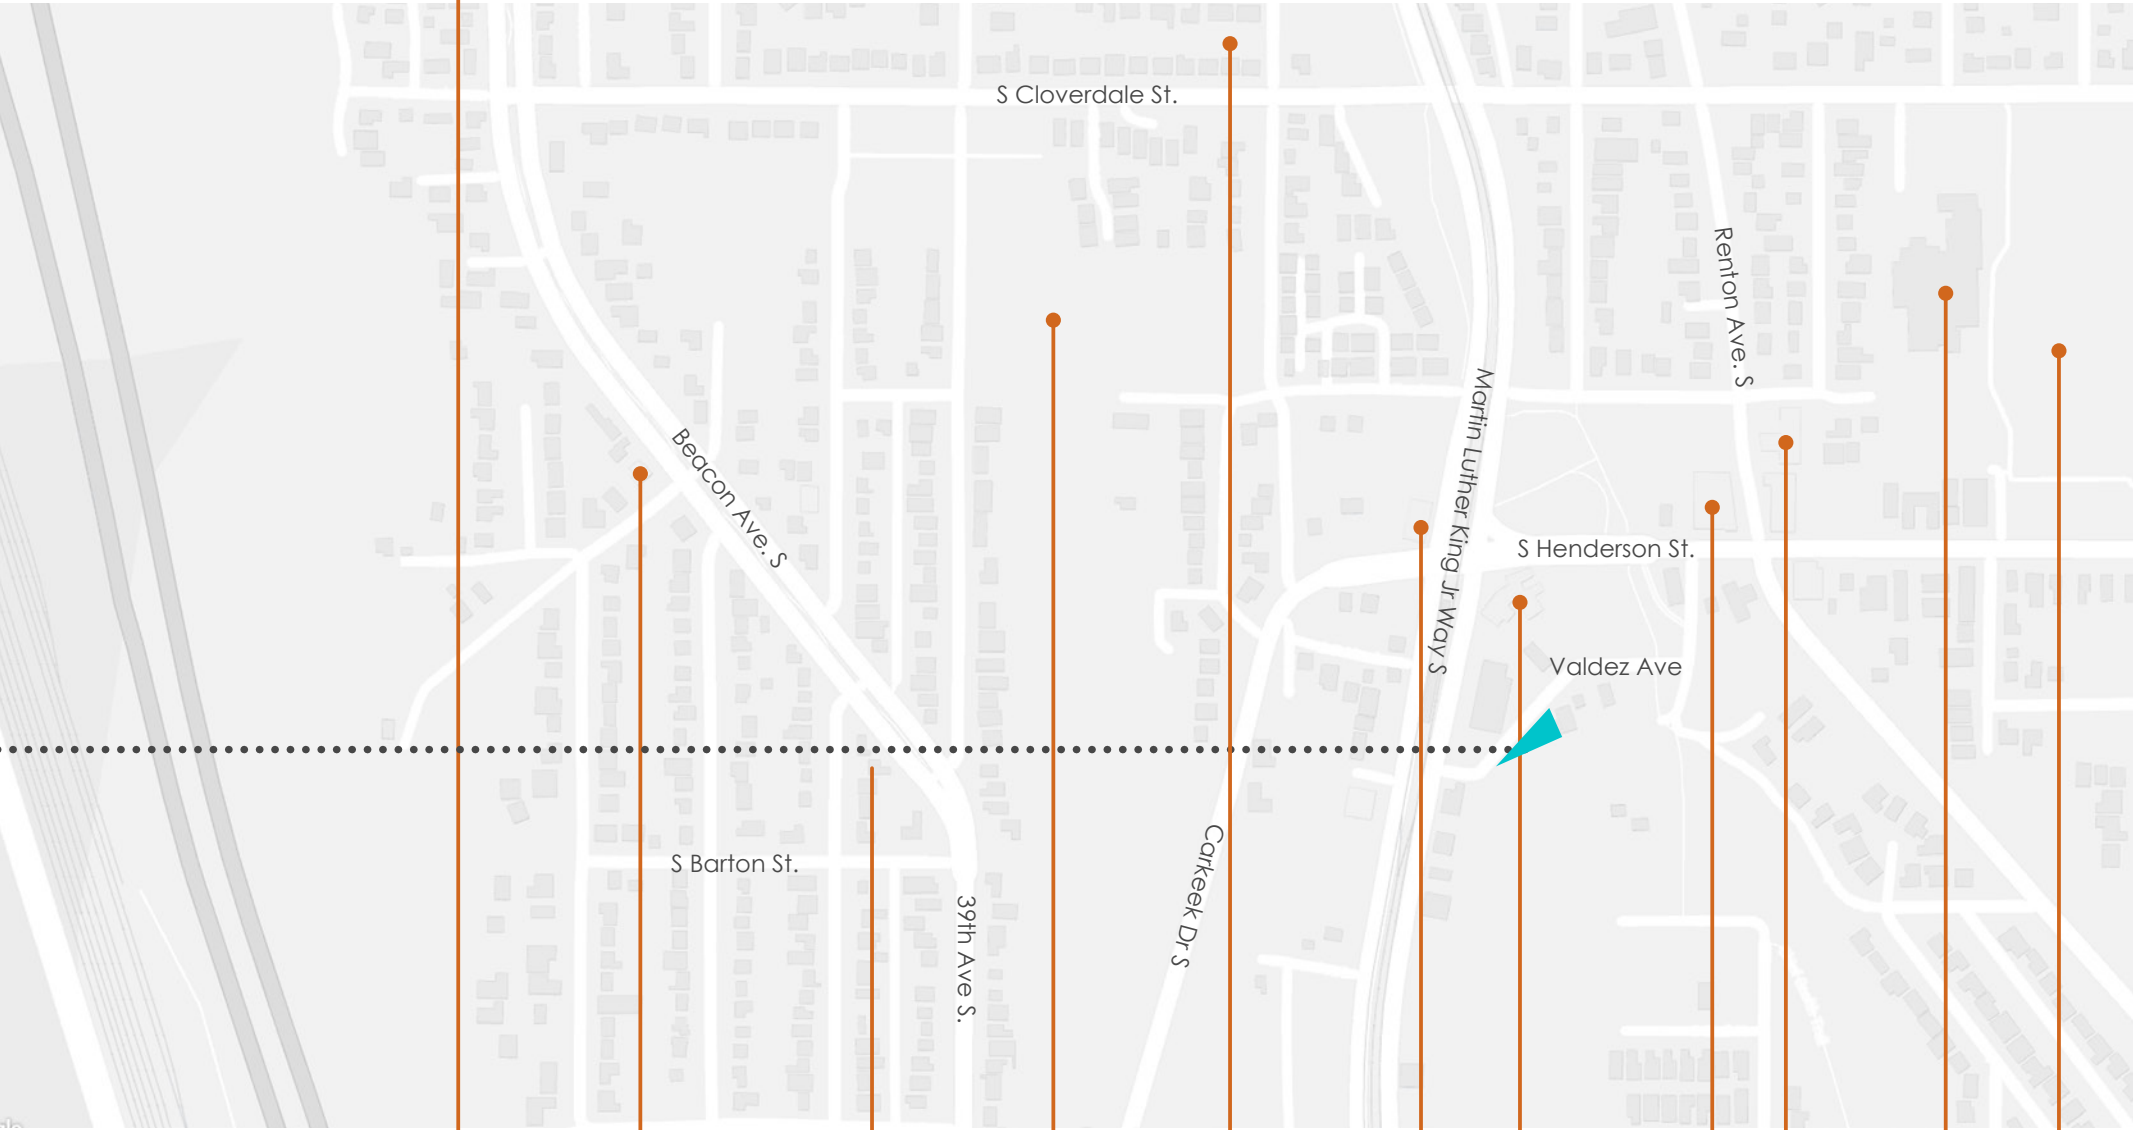 S Cloverdale St.
Renton Ave. S
Martin Luther King Jr Way S
Beacon Ave. S
S Henderson St.
Valdez Ave
S Barton St.
Carkeek Dr S
39th Ave S.